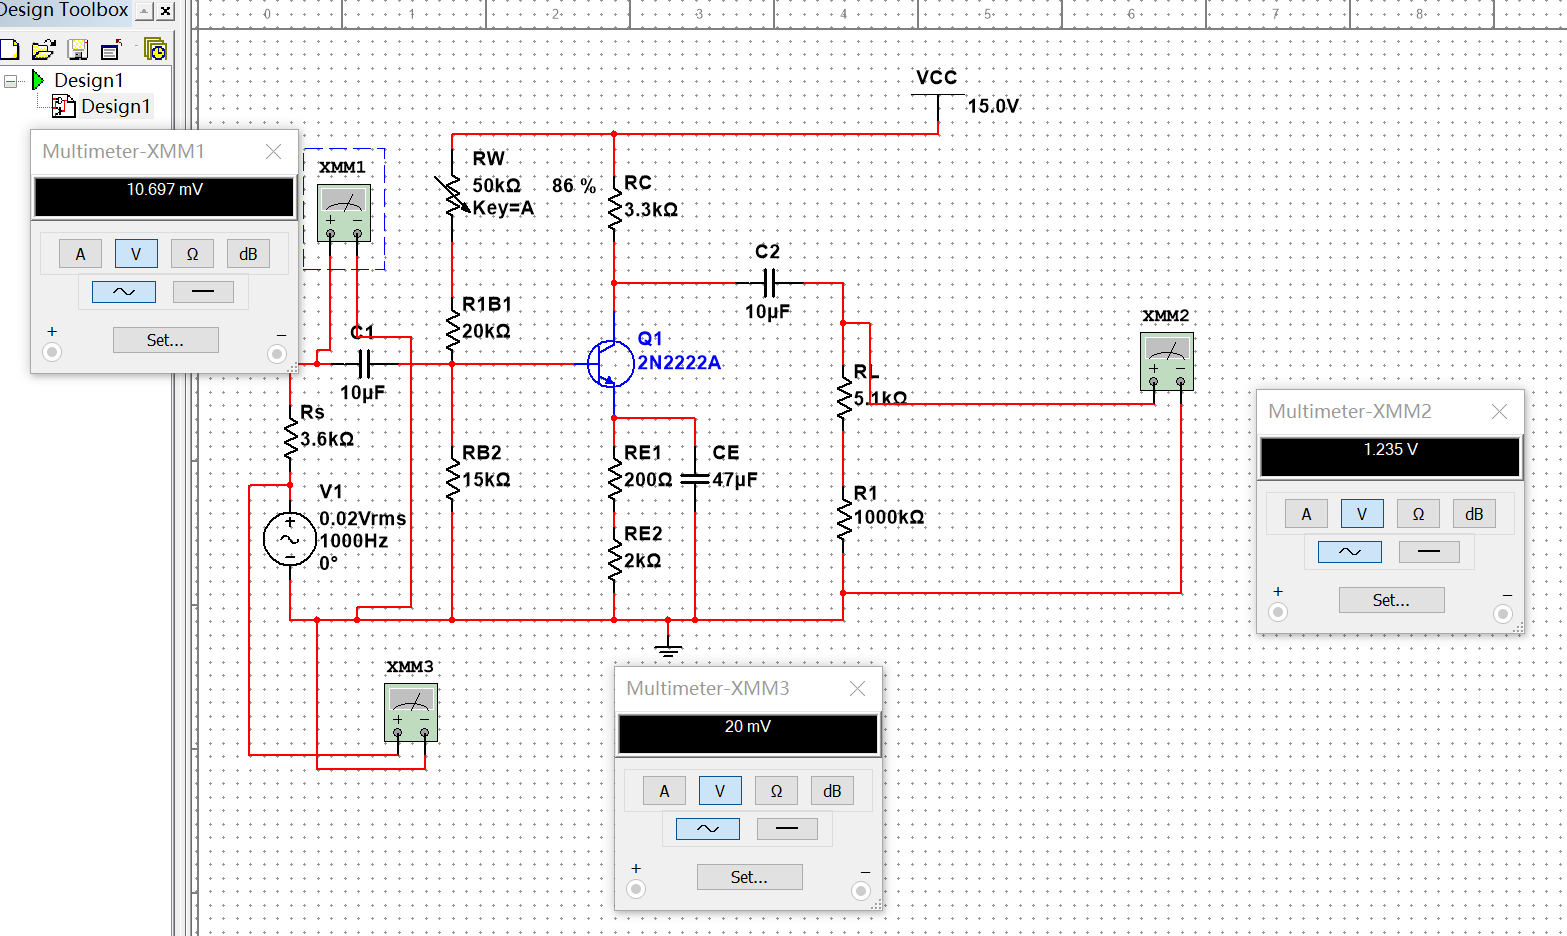 Design Toolbox
0 1 2 3 4 5 6 7 8
Design1
Design1
Multimeter-XMM1
10.697 mV
A V Ω dB
+ −
Set...
XMM1
+ −
VCC
15.0V
RW
50kΩ 86 %
Key=A
RC
3.3kΩ
C2
10µF
R1B1
20kΩ
C1
10µF
Q1
2N2222A
XMM2
+ −
RL
5.1kΩ
Rs
3.6kΩ
RB2
15kΩ
RE1
200Ω
CE
47µF
R1
1000kΩ
V1
0.02Vrms
1000Hz
0°
RE2
2kΩ
Multimeter-XMM2
1.235 V
A V Ω dB
+ −
Set...
XMM3
+ −
Multimeter-XMM3
20 mV
A V Ω dB
+ −
Set...